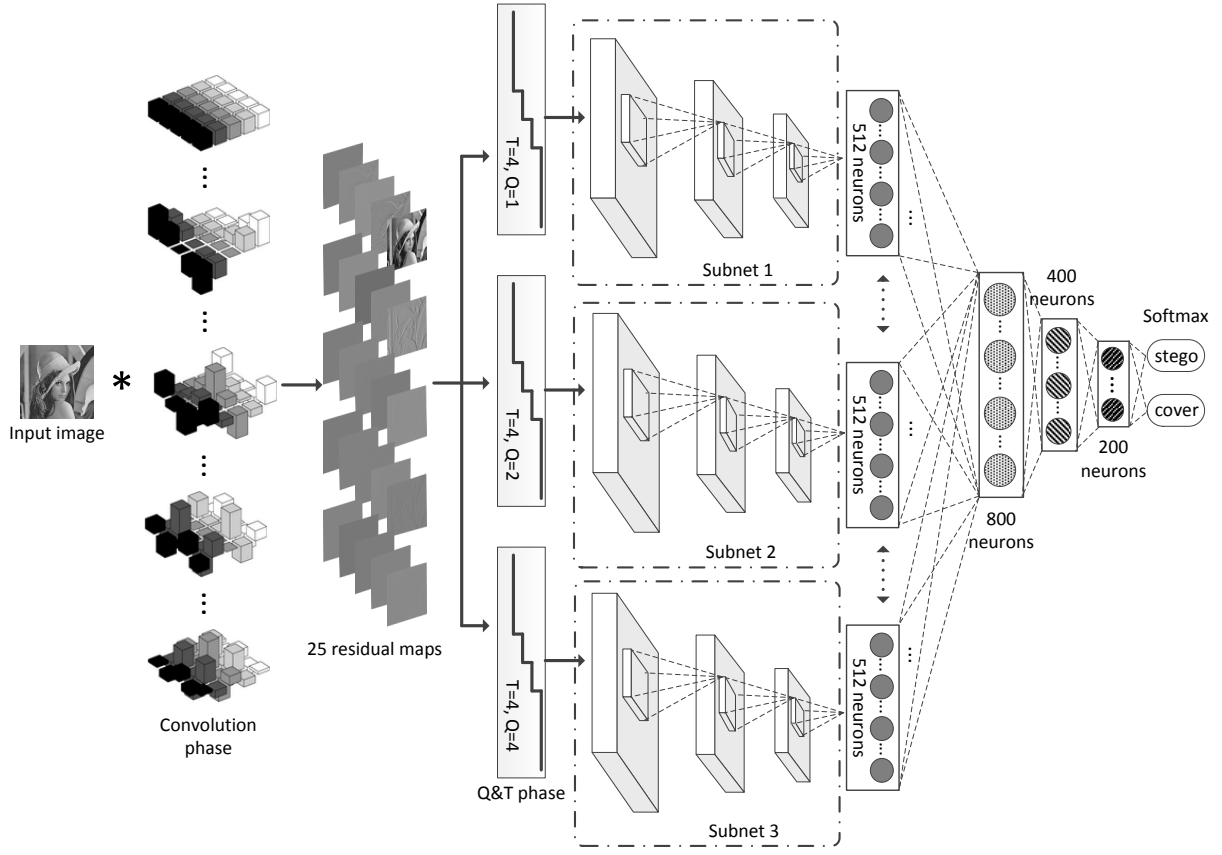 Input image
*
Convolution
phase
25 residual maps
T=4, Q=1
T=4, Q=2
T=4, Q=4
Q&T phase
Subnet 1
Subnet 2
Subnet 3
512 neurons
512 neurons
512 neurons
800
neurons
400
neurons
200
neurons
Softmax
stego
cover